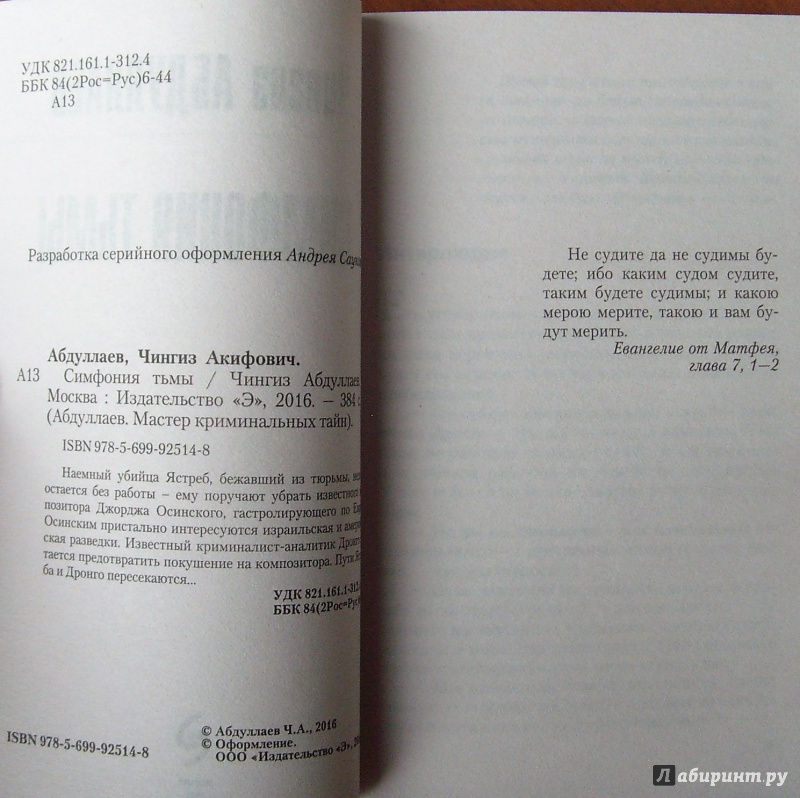 УДК 821.161.1-312.4
ББК 84(2Рос=Рус)6-44
А13
Разработка серийного оформления Андрея
Абдуллаев, Чингиз Акифович.
А13 Симфония тьмы / Чингиз Абдуллаев
Москва : Издательство «Э», 2016. — 384 с.
(Абдуллаев. Мастер криминальных тайн).
ISBN 978-5-699-92514-8
Наемный убийца Ястреб, бежавший из тюрьмы,
остается без работы – ему поручают убрать известного
позитора Джорджа Осинского, гастролирующего по
Осинским пристально интересуются израильская и
ская разведки. Известный криминалист-аналитик
тается предотвратить покушение на композитора. Пути
ба и Дронго пересекаются...
УДК 821.161.1-312
ББК 84(2Рос=Рус)
ISBN 978-5-699-92514-8
© Абдуллаев Ч.А., 2016
© Оформление.
ООО «Издательство «Э»,
Не судите да не судимы бу-
дете; ибо каким судом судите,
таким будете судимы; и какою
мерою мерите, такою и вам бу-
дут мерить.
Евангелие от Матфея,
глава 7, 1—2
Лабиринт.ру